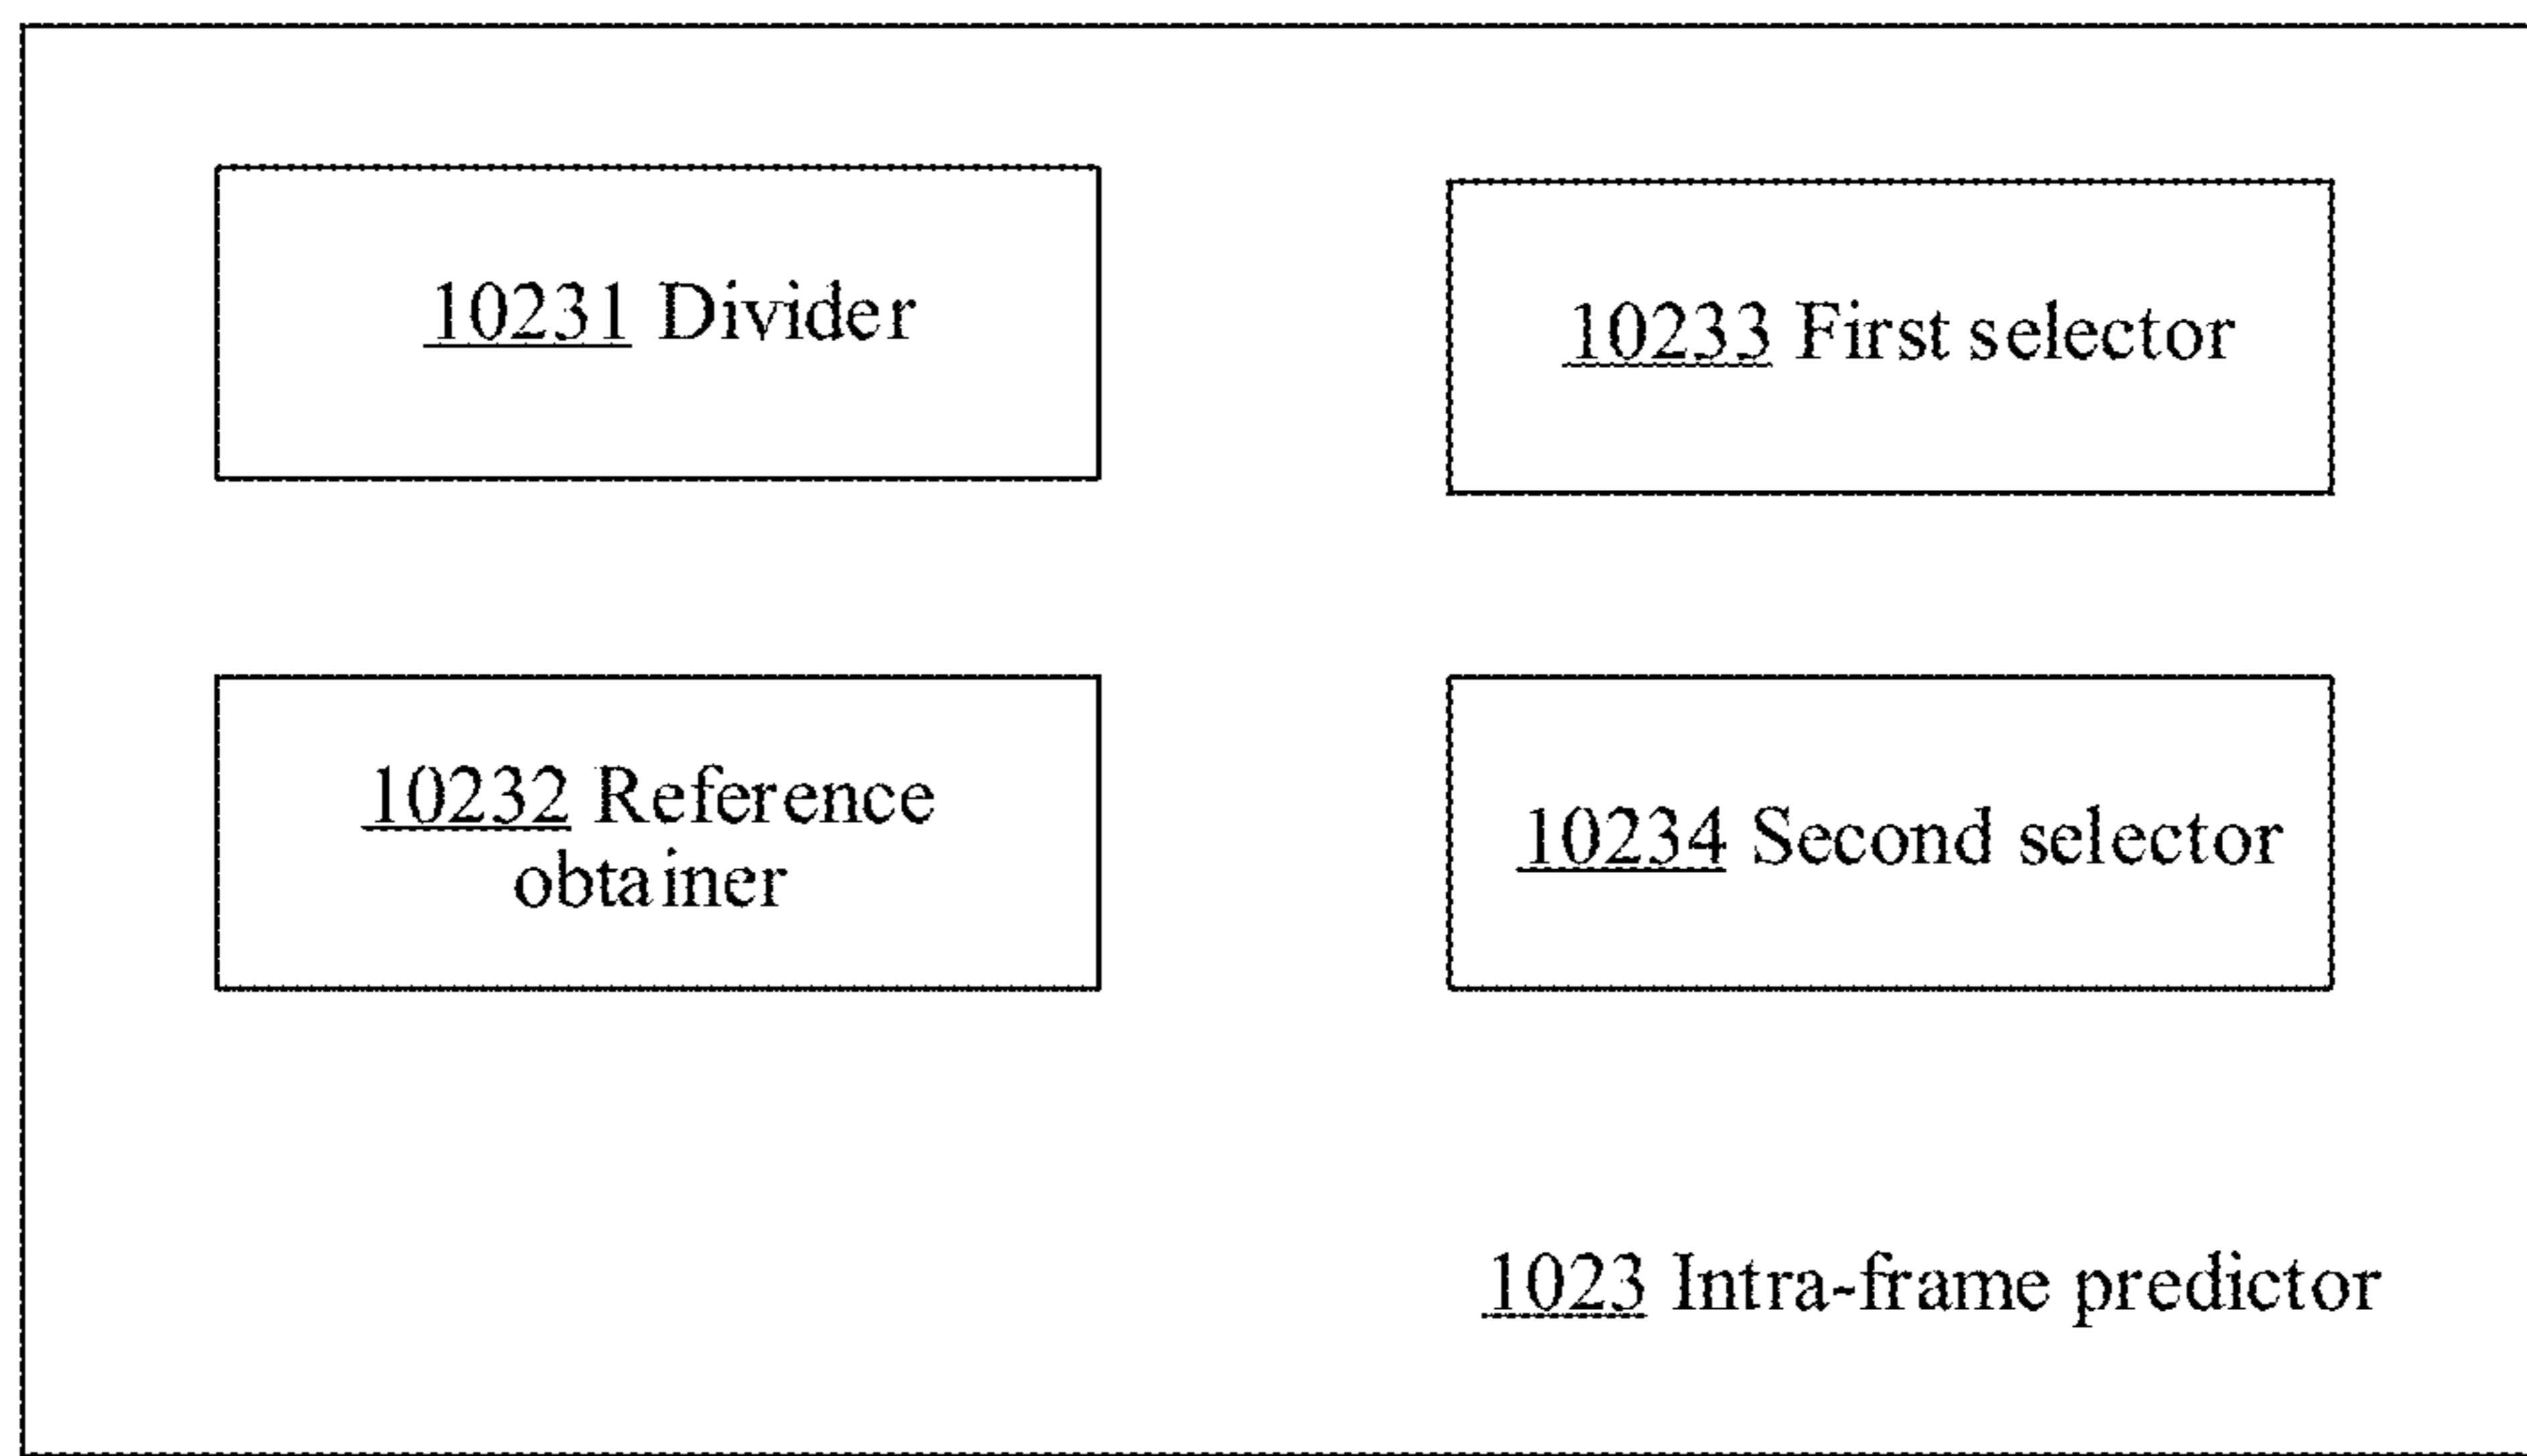 10231 Divider
10233 First selector
10232 Reference
obtainer
10234 Second selector
1023 Intra-frame predictor